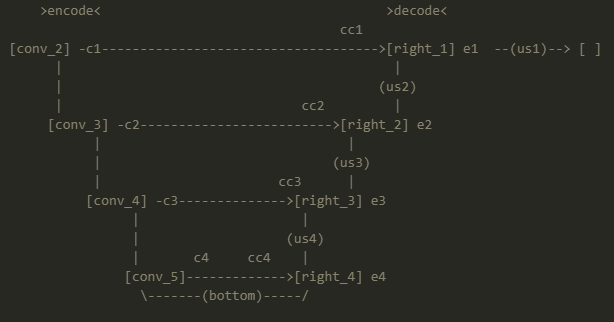 >encode<                                     >decode<
                                           cc1
[conv_2] -c1----------------------------------->[right_1] e1  --(us1)--> [ ]
      |                                           |
      |                                         (us2)
      |                               cc2         |
     [conv_3] -c2------------------------->[right_2] e2
           |                                |
           |                              (us3)
           |                       cc3      |
          [conv_4] -c3-------------->[right_3] e3
                |                     |
                |                   (us4)
                |       c4     cc4    |
               [conv_5]------------->[right_4] e4
                 \-------(bottom)-----/